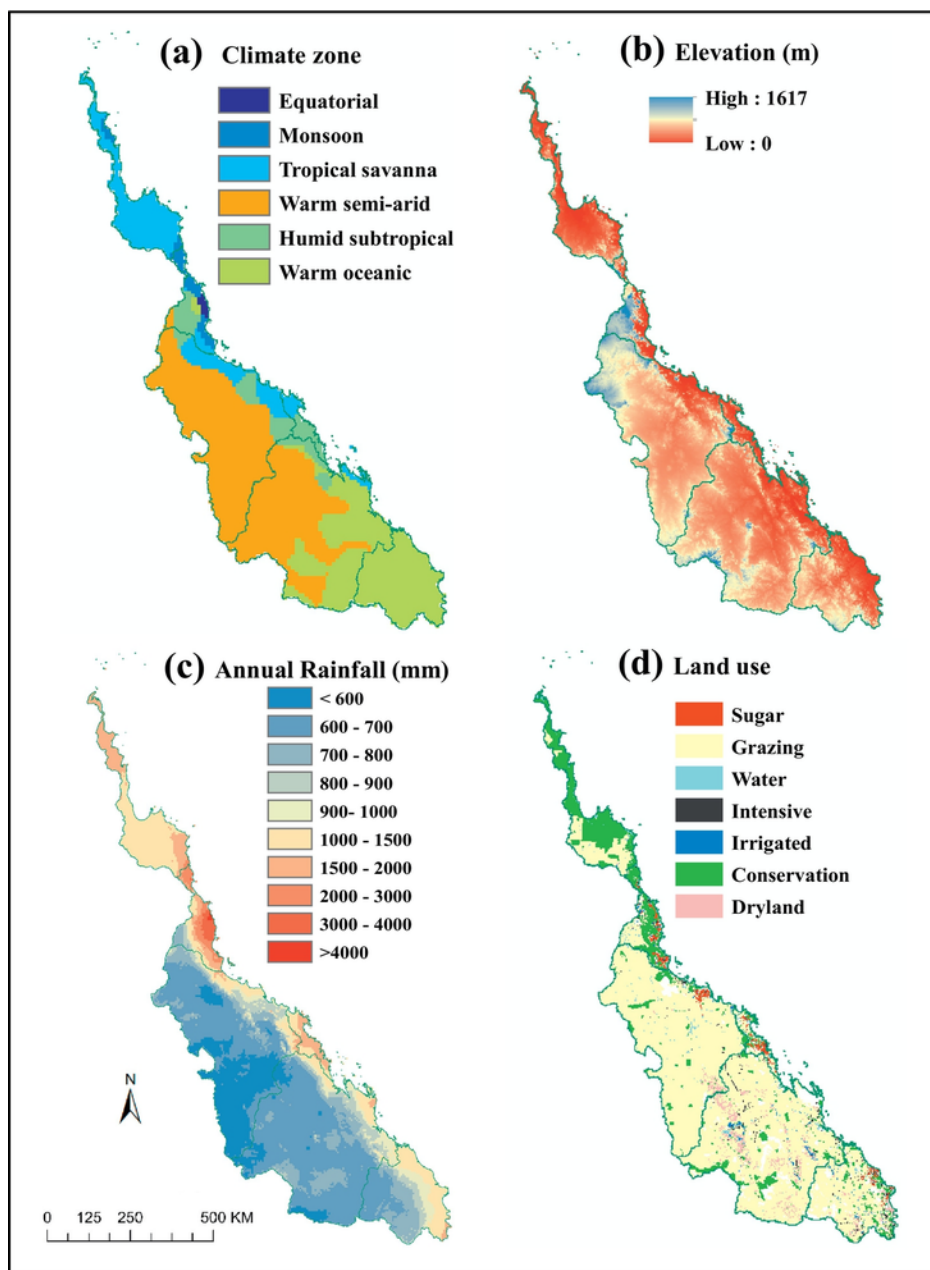 (a) Climate zone
Equatorial
Monsoon
Tropical savanna
Warm semi-arid
Humid subtropical
Warm oceanic
(b) Elevation (m)
High : 1617
Low : 0
(c) Annual Rainfall (mm)
< 600
600 - 700
700 - 800
800 - 900
900- 1000
1000 - 1500
1500 - 2000
2000 - 3000
3000 - 4000
>4000
N
0 125 250 500 KM
(d) Land use
Sugar
Grazing
Water
Intensive
Irrigated
Conservation
Dryland